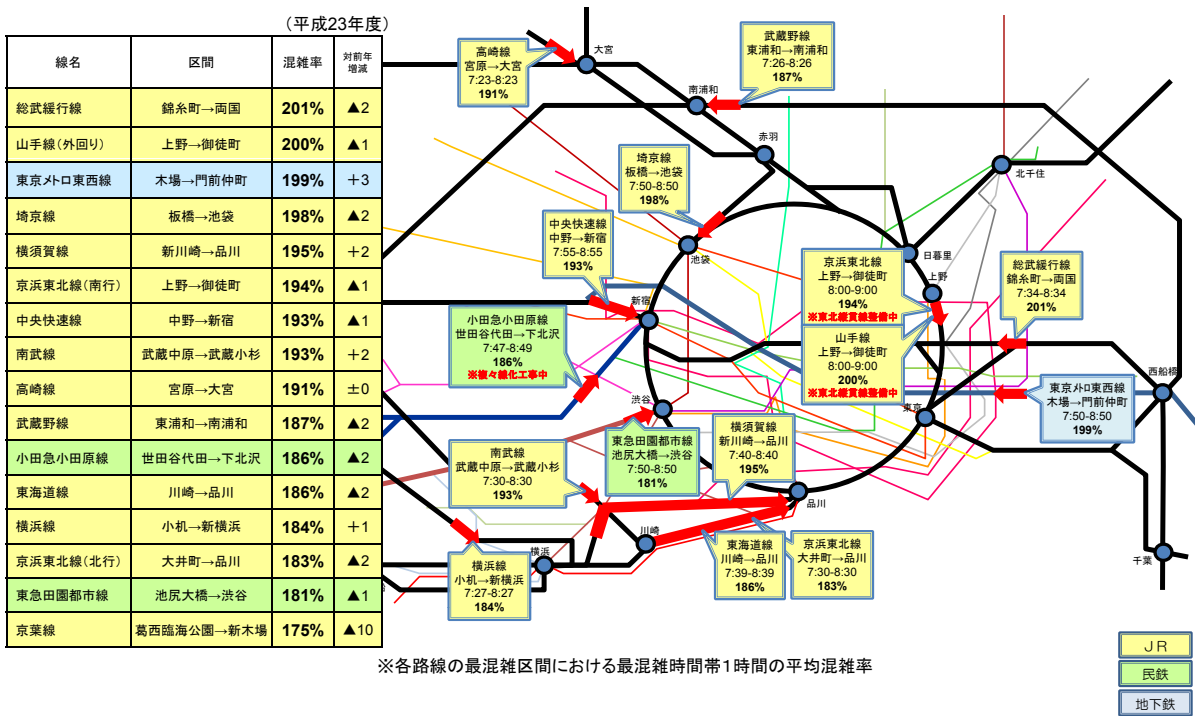 （平成23年度）
線名 区間 混雑率 対前年増減
総武緩行線 錦糸町→両国 201% ▲2
山手線（外回り） 上野→御徒町 200% ▲1
東京メトロ東西線 木場→門前仲町 199% ＋3
埼京線 板橋→池袋 198% ▲2
横須賀線 新川崎→品川 195% ＋2
京浜東北線（南行） 上野→御徒町 194% ▲1
中央快速線 中野→新宿 193% ▲1
南武線 武蔵中原→武蔵小杉 193% ＋2
高崎線 宮原→大宮 191% ±0
武蔵野線 東浦和→南浦和 187% ▲2
小田急小田原線 世田谷代田→下北沢 186% ▲2
東海道線 川崎→品川 186% ▲2
横浜線 小机→新横浜 184% ＋1
京浜東北線（北行） 大井町→品川 183% ▲2
東急田園都市線 池尻大橋→渋谷 181% ▲1
京葉線 葛西臨海公園→新木場 175% ▲10
高崎線
宮原→大宮
7:23-8:23
191%
大宮
武蔵野線
東浦和→南浦和
7:26-8:26
187%
南浦和
赤羽
埼京線
板橋→池袋
7:50-8:50
198%
北千住
中央快速線
中野→新宿
7:55-8:55
193%
池袋
日暮里
京浜東北線
上野→御徒町
8:00-9:00
194%
※東北縦貫線整備中
上野
総武緩行線
錦糸町→両国
7:34-8:34
201%
新宿
小田急小田原線
世田谷代田→下北沢
7:47-8:49
186%
※複々線化工事中
山手線
上野→御徒町
8:00-9:00
200%
※東北縦貫線整備中
西船橋
東京メトロ東西線
木場→門前仲町
7:50-8:50
199%
渋谷
東京
東急田園都市線
池尻大橋→渋谷
7:50-8:50
181%
横須賀線
新川崎→品川
7:40-8:40
195%
南武線
武蔵中原→武蔵小杉
7:30-8:30
193%
品川
川崎
横浜
千葉
横浜線
小机→新横浜
7:27-8:27
184%
東海道線
川崎→品川
7:39-8:39
186%
京浜東北線
大井町→品川
7:30-8:30
183%
※各路線の最混雑区間における最混雑時間帯1時間の平均混雑率
ＪＲ
民鉄
地下鉄